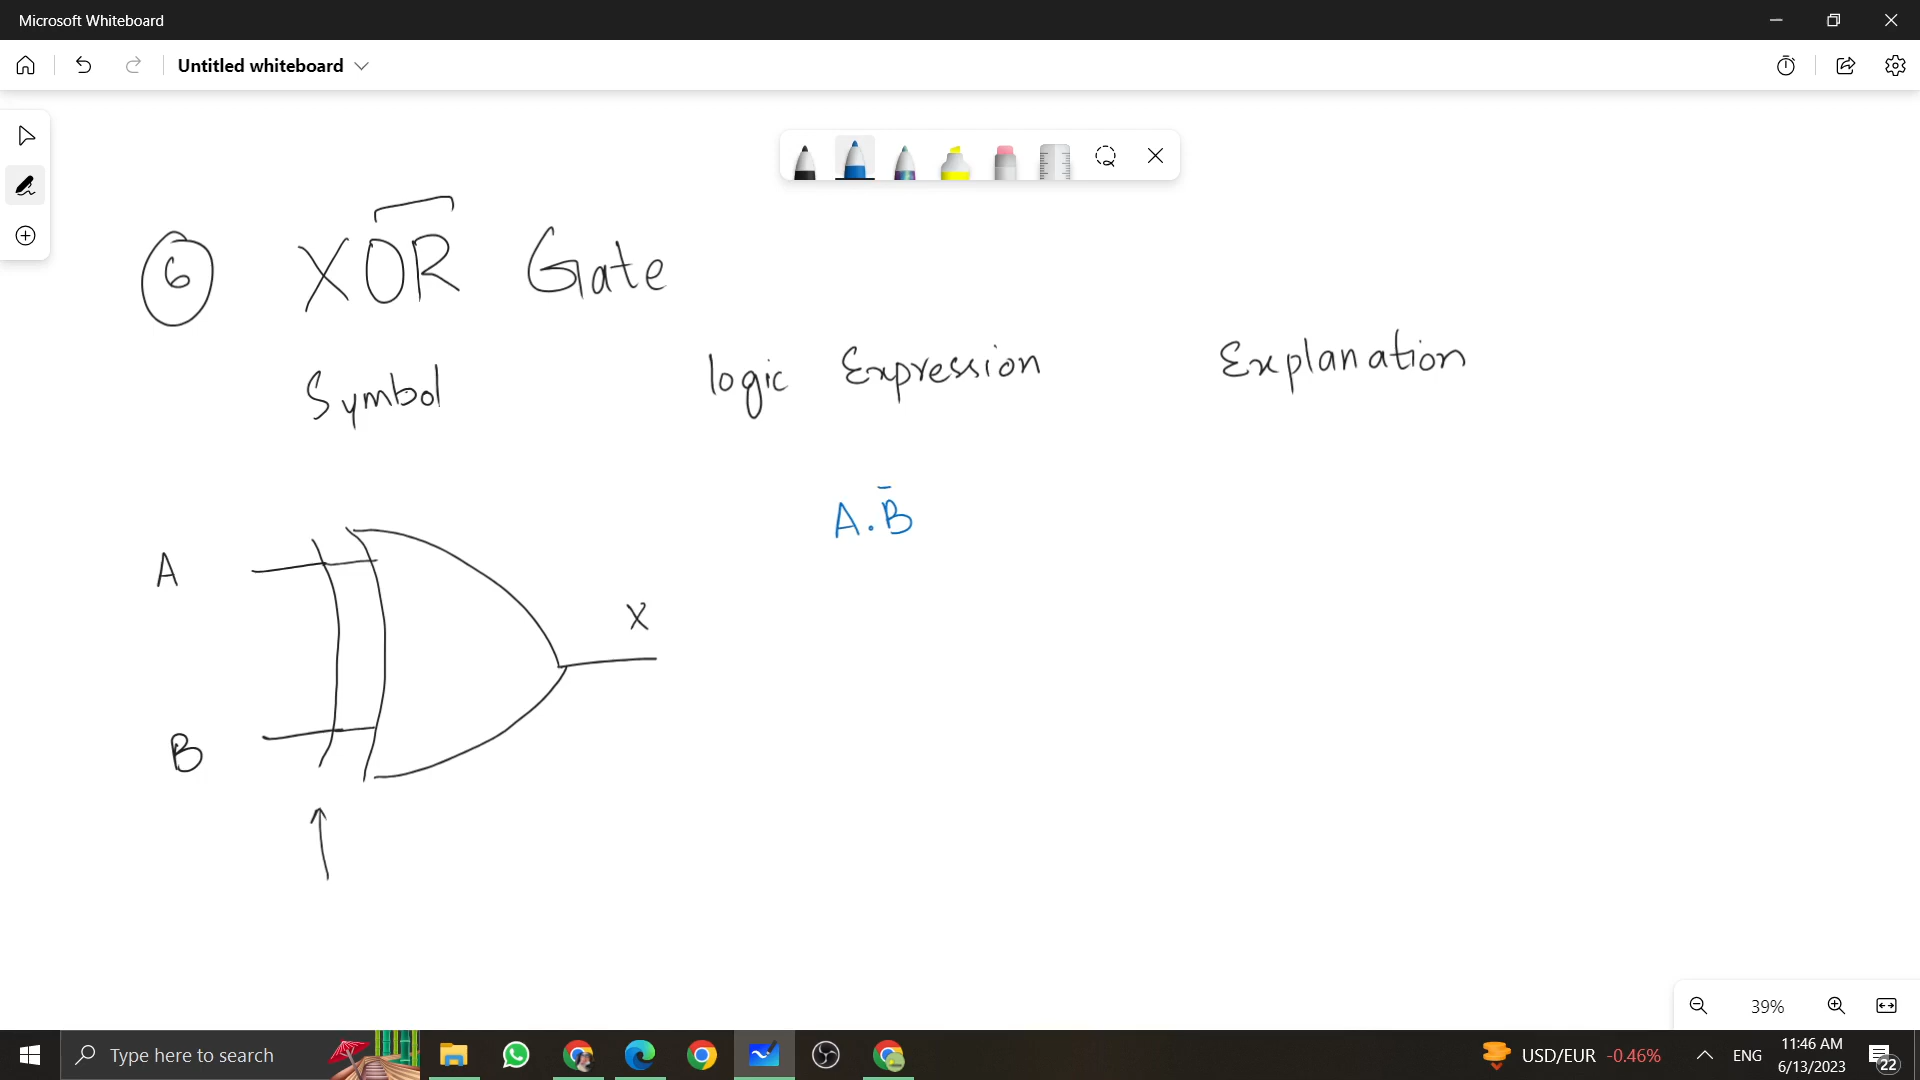 Microsoft Whiteboard
Untitled whiteboard
6 XOR Gate
Symbol logic Expression Explanation
A.B̄
A
X
B
39%
Type here to search
USD/EUR -0.46%
ENG
11:46 AM
6/13/2023
22